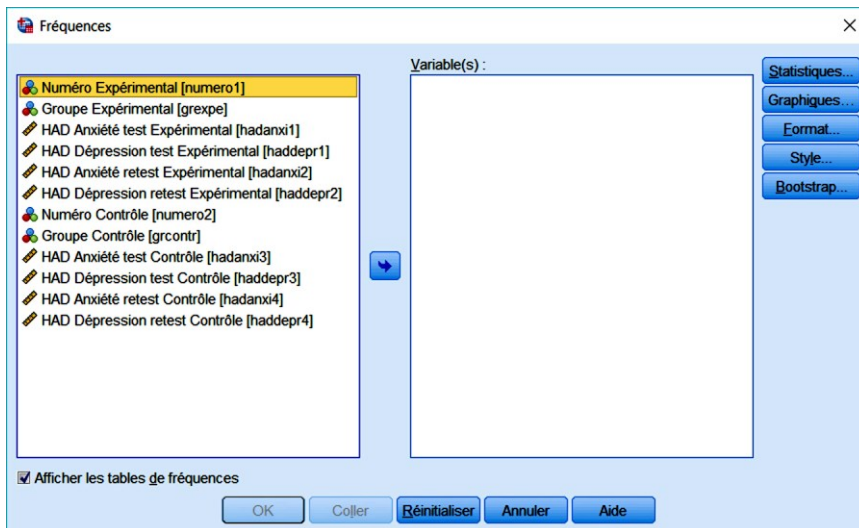 Fréquences
Variable(s) :
Numéro Expérimental [numero1]
Groupe Expérimental [grexpe]
HAD Anxiété test Expérimental [hadanxi1]
HAD Dépression test Expérimental [haddepr1]
HAD Anxiété retest Expérimental [hadanxi2]
HAD Dépression retest Expérimental [haddepr2]
Numéro Contrôle [numero2]
Groupe Contrôle [grcontr]
HAD Anxiété test Contrôle [hadanxi3]
HAD Dépression test Contrôle [haddepr3]
HAD Anxiété retest Contrôle [hadanxi4]
HAD Dépression retest Contrôle [haddepr4]
Statistiques...
Graphiques...
Format...
Style...
Bootstrap...
Afficher les tables de fréquences
OK
Coller
Réinitialiser
Annuler
Aide